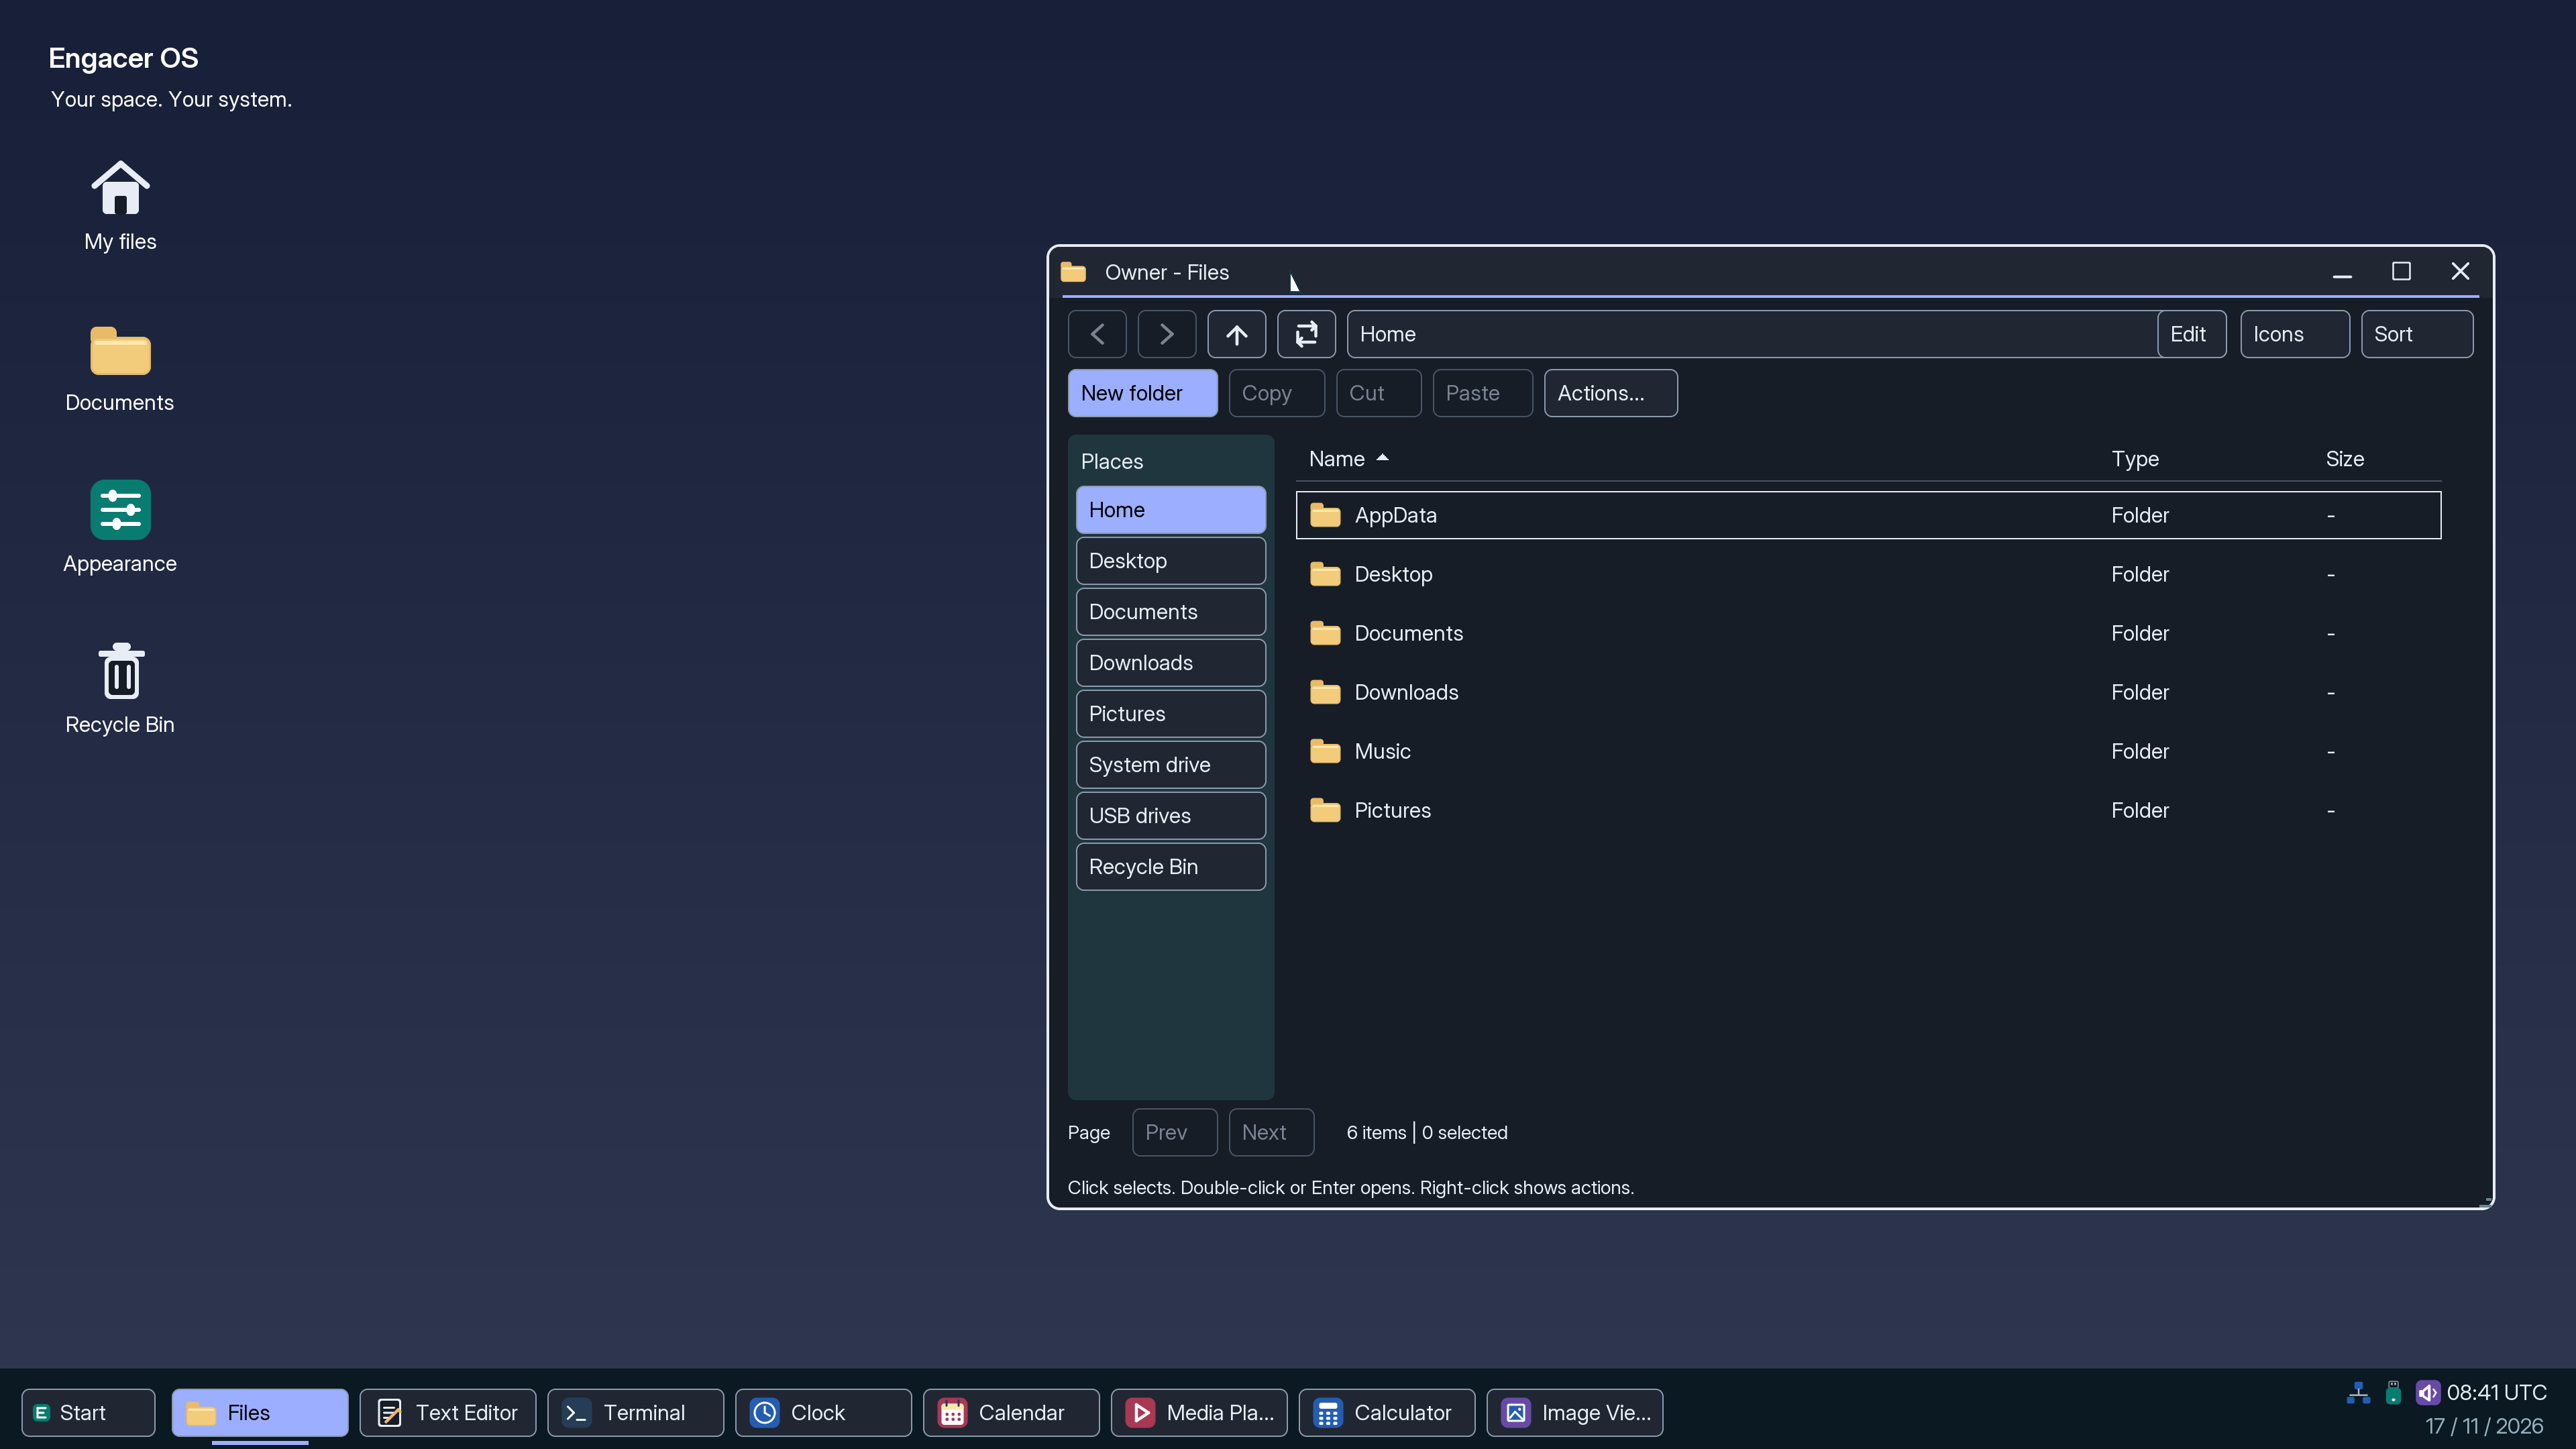 Engacer OS
Your space. Your system.
My files
Documents
Appearance
Recycle Bin
Owner - Files
Home
Edit
Icons
Sort
New folder
Copy
Cut
Paste
Actions...
Places
Home
Desktop
Documents
Downloads
Pictures
System drive
USB drives
Recycle Bin
Name Type Size
AppData Folder -
Desktop Folder -
Documents Folder -
Downloads Folder -
Music Folder -
Pictures Folder -
Page Prev Next 6 items | 0 selected
Click selects. Double-click or Enter opens. Right-click shows actions.
E Start
Files
Text Editor
Terminal
Clock
Calendar
Media Pla...
Calculator
Image Vie...
08:41 UTC
17 / 11 / 2026